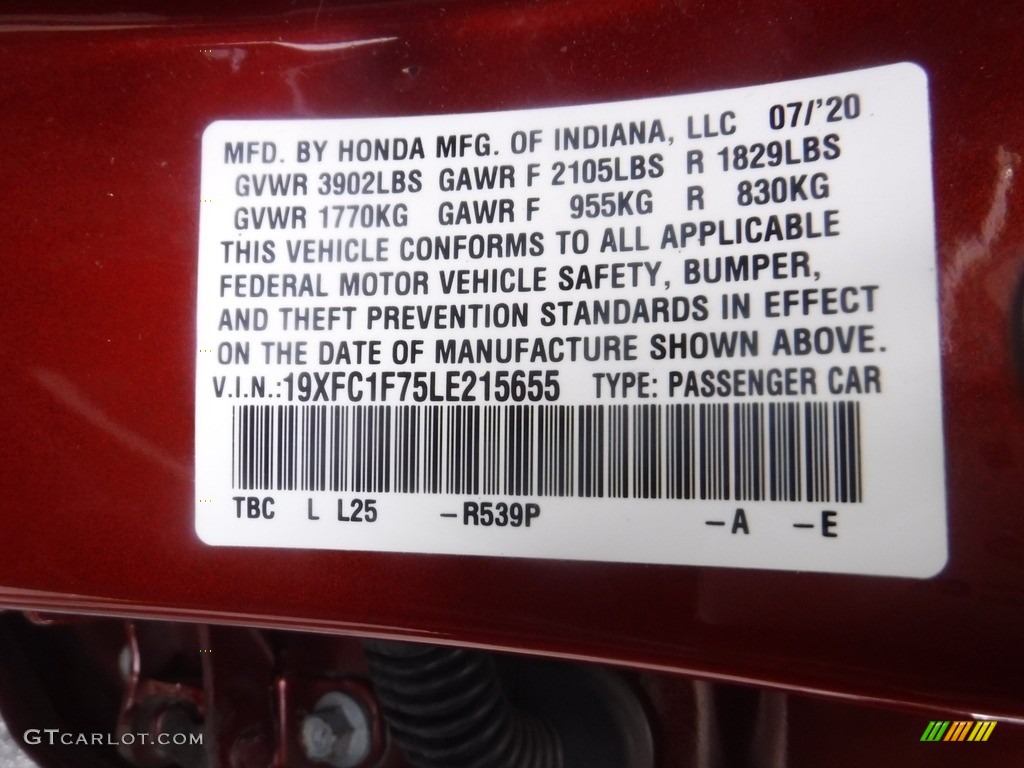 MFD. BY HONDA MFG. OF INDIANA, LLC 07/'20
GVWR 3902LBS GAWR F 2105LBS R 1829LBS
GVWR 1770KG GAWR F 955KG R 830KG
THIS VEHICLE CONFORMS TO ALL APPLICABLE
FEDERAL MOTOR VEHICLE SAFETY, BUMPER,
AND THEFT PREVENTION STANDARDS IN EFFECT
ON THE DATE OF MANUFACTURE SHOWN ABOVE.
V.I.N.:19XFC1F75LE215655 TYPE: PASSENGER CAR
TBC L L25 -R539P -A -E
GTCARLOT.COM